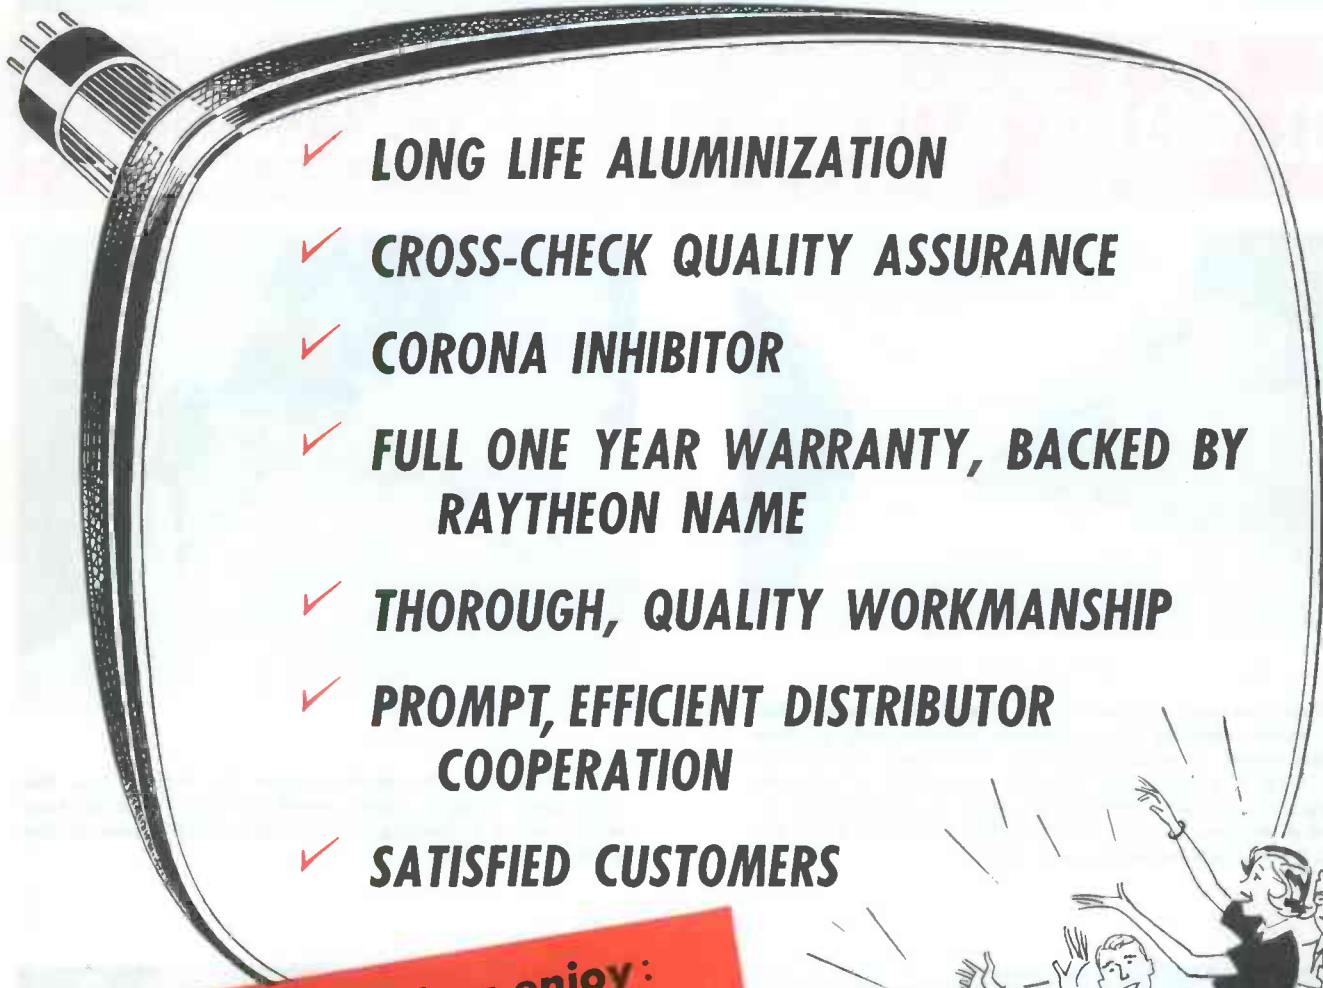 LONG LIFE ALUMINIZATION
CROSS-CHECK QUALITY ASSURANCE
CORONA INHIBITOR
FULL ONE YEAR WARRANTY, BACKED BY
RAYTHEON NAME
THOROUGH, QUALITY WORKMANSHIP
PROMPT, EFFICIENT DISTRIBUTOR
COOPERATION
SATISFIED CUSTOMERS
enjoy: